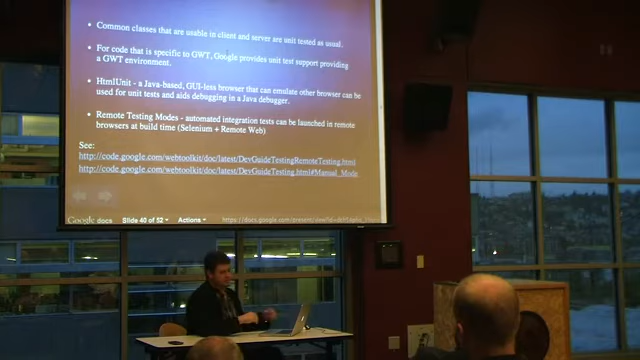 • Common classes that are usable in client and server are unit tested as usual.
• For code that is specific to GWT, Google provides unit test support providing
a GWT environment.
• HtmlUnit - a Java-based, GUI-less browser that can emulate other browser can be
used for unit tests and aids debugging in a Java debugger.
• Remote Testing Modes - automated integration tests can be launched in remote
browsers at build time (Selenium + Remote Web)
See:
http://code.google.com/webtoolkit/doc/latest/DevGuideTestingRemoteTesting.html
http://code.google.com/webtoolkit/doc/latest/DevGuideTesting.html#Manual_Mode
Google docs Slide 40 of 52 Actions